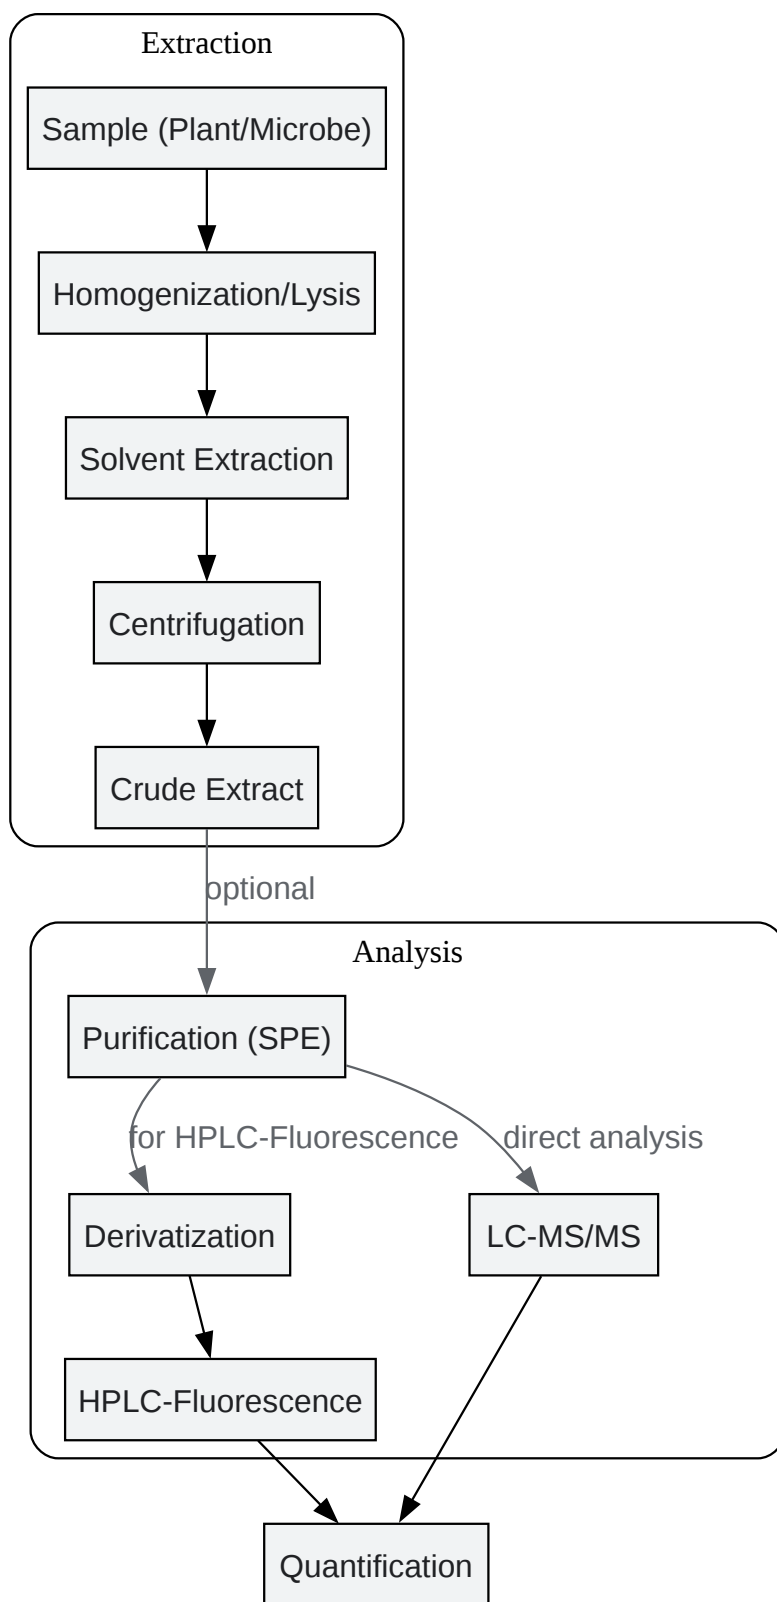 Extraction
Sample (Plant/Microbe)
Homogenization/Lysis
Solvent Extraction
Centrifugation
Crude Extract
optional
Analysis
Purification (SPE)
for HPLC-Fluorescence
direct analysis
Derivatization
LC-MS/MS
HPLC-Fluorescence
Quantification